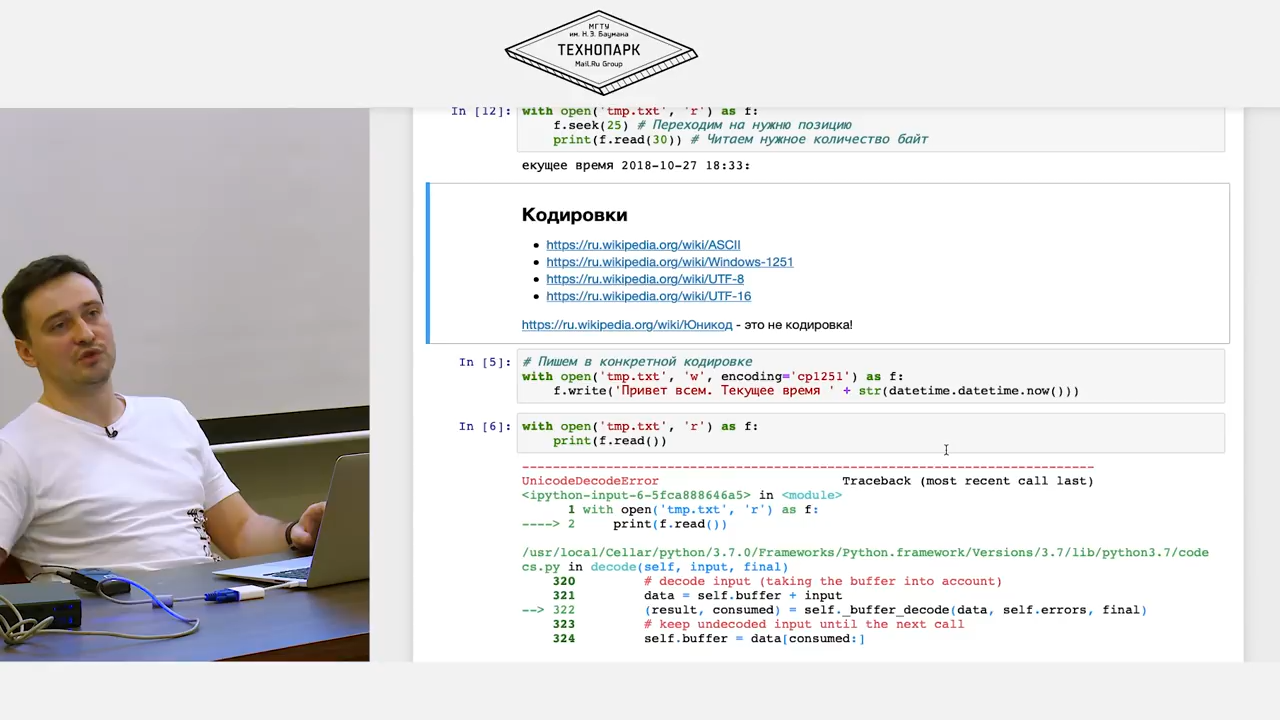 МГТУ
им. Н.Э. Баумана
ТЕХНОПАРК
Mail.Ru Group
In [12]: with open('tmp.txt', 'r') as f:
f.seek(25) # Переходим на нужню позицию
print(f.read(30)) # Читаем нужное количество байт
екущее время 2018-10-27 18:33:
Кодировки
https://ru.wikipedia.org/wiki/ASCII
https://ru.wikipedia.org/wiki/Windows-1251
https://ru.wikipedia.org/wiki/UTF-8
https://ru.wikipedia.org/wiki/UTF-16
https://ru.wikipedia.org/wiki/Юникод - это не кодировка!
In [5]: # Пишем в конкретной кодировке
with open('tmp.txt', 'w', encoding='cp1251') as f:
f.write('Привет всем. Текущее время ' + str(datetime.datetime.now()))
In [6]: with open('tmp.txt', 'r') as f:
print(f.read())
---------------------------------------------------------------------------
UnicodeDecodeError Traceback (most recent call last)
<ipython-input-6-5fca888646a5> in <module>
1 with open('tmp.txt', 'r') as f:
----> 2 print(f.read())
/usr/local/Cellar/python/3.7.0/Frameworks/Python.framework/Versions/3.7/lib/python3.7/code
cs.py in decode(self, input, final)
320 # decode input (taking the buffer into account)
321 data = self.buffer + input
--> 322 (result, consumed) = self._buffer_decode(data, self.errors, final)
323 # keep undecoded input until the next call
324 self.buffer = data[consumed:]